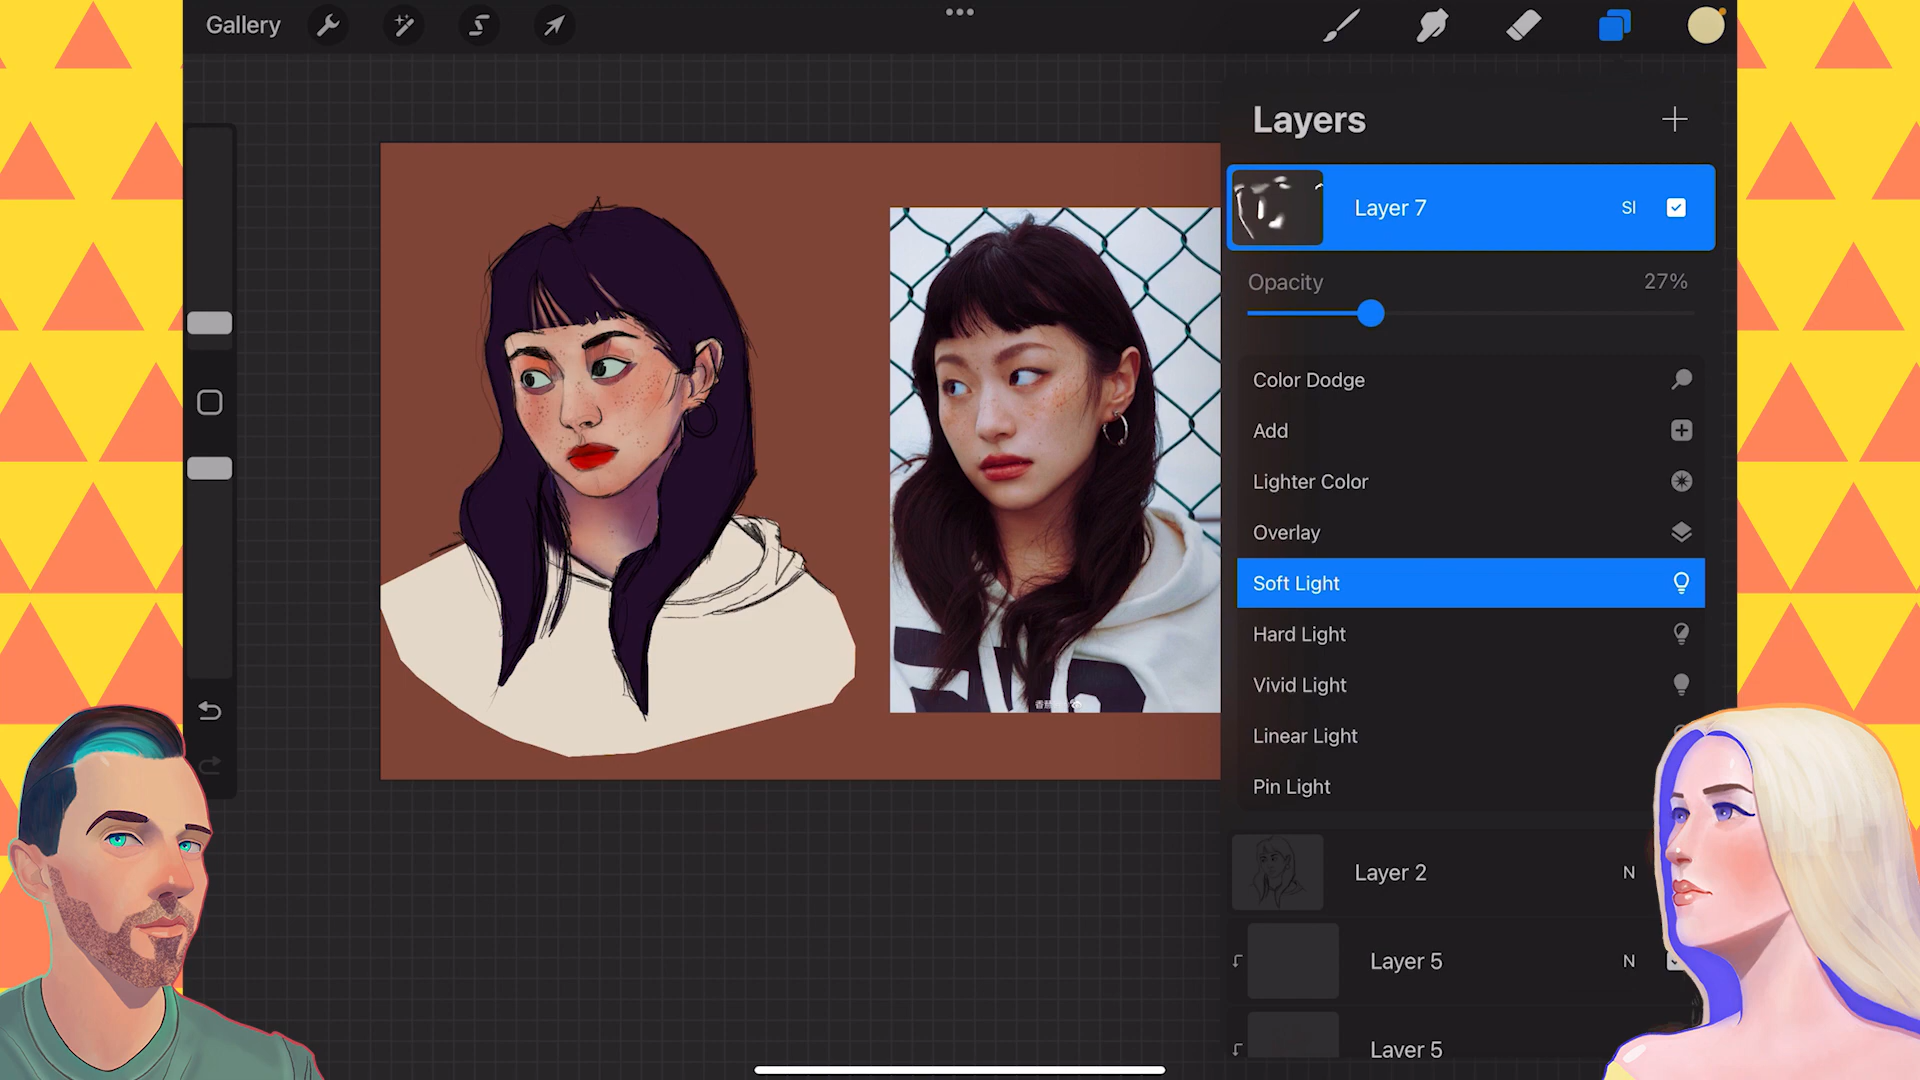 Gallery
Layers
Layer 7
Sl
Opacity
27%
Color Dodge
Add
Lighter Color
Overlay
Soft Light
Hard Light
Vivid Light
Linear Light
Pin Light
Layer 2
N
Layer 5
N
Layer 5